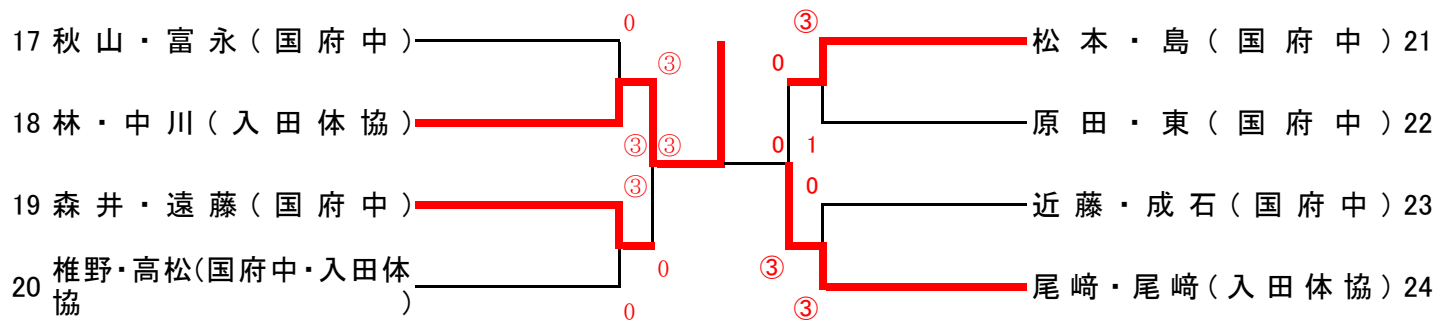 0 ③
17 秋山・富永(国府中) ③ 0 松本・島(国府中) 21
18 林・中川(入田体協) 原田・東(国府中) 22
③ ③ 0 1
③ 0
19 森井・遠藤(国府中) 近藤・成石(国府中) 23
20 椎野・高松(国府中・入田体
協)
0 ③ 尾﨑・尾﨑(入田体協) 24
0 ③